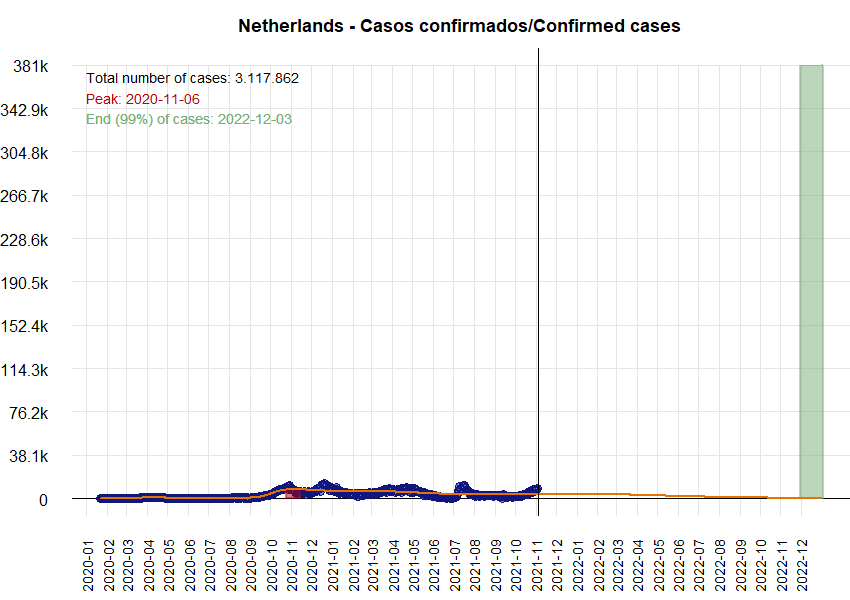 Netherlands - Casos confirmados/Confirmed cases
381k
342.9k
304.8k
266.7k
228.6k
190.5k
152.4k
114.3k
76.2k
38.1k
0
Total number of cases: 3.117.862
Peak: 2020-11-06
End (99%) of cases: 2022-12-03
2020-01
2020-02
2020-03
2020-04
2020-05
2020-06
2020-07
2020-08
2020-09
2020-10
2020-11
2020-12
2021-01
2021-02
2021-03
2021-04
2021-05
2021-06
2021-07
2021-08
2021-09
2021-10
2021-11
2021-12
2022-01
2022-02
2022-03
2022-04
2022-05
2022-06
2022-07
2022-08
2022-09
2022-10
2022-11
2022-12